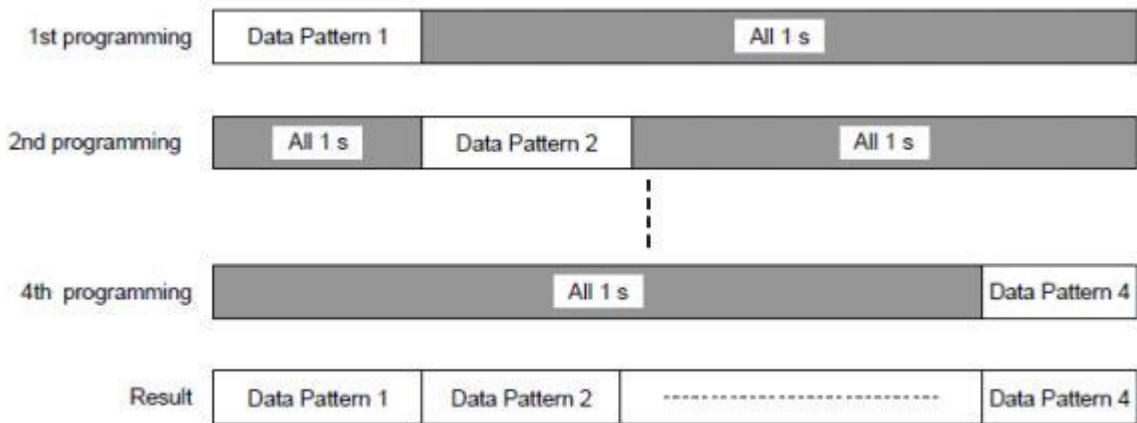 1st programming Data Pattern 1 All 1 s
2nd programming All 1 s Data Pattern 2 All 1 s
4th programming All 1 s Data Pattern 4
Result Data Pattern 1 Data Pattern 2 Data Pattern 4